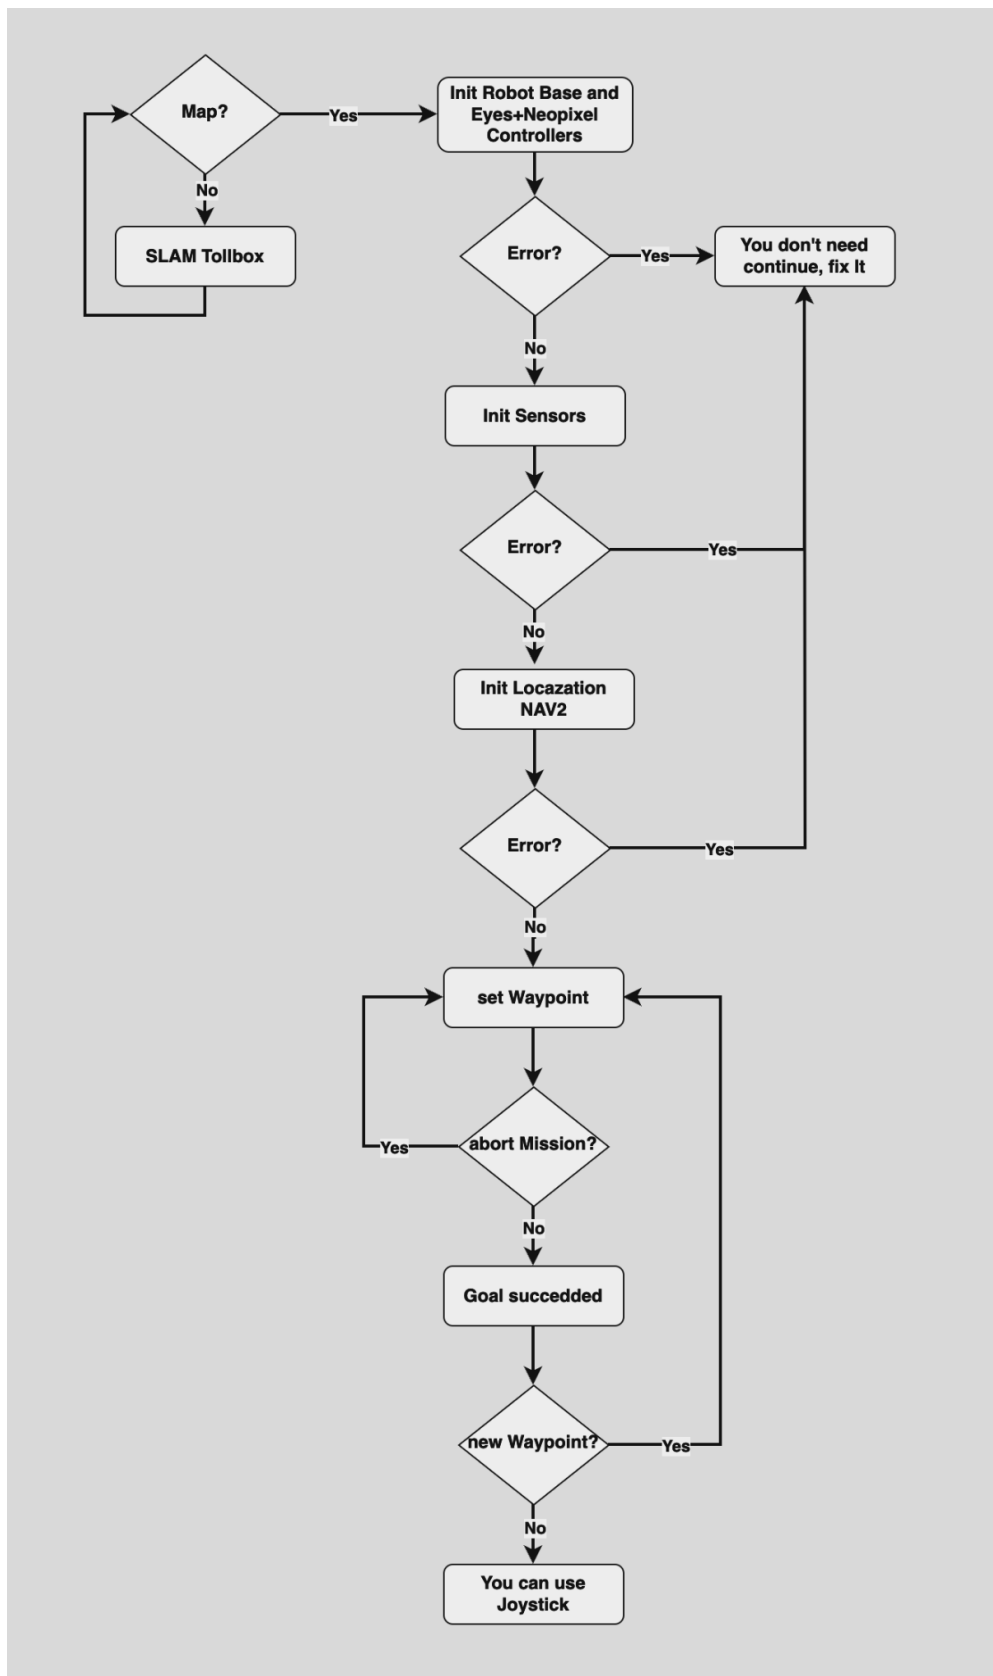 Map?
Yes
Init Robot Base and
Eyes+Neopixel
Controllers
No
SLAM Tollbox
Error?
Yes
You don't need
continue, fix It
No
Init Sensors
Error?
Yes
No
Init Locazation
NAV2
Error?
Yes
No
set Waypoint
abort Mission?
Yes
No
Goal succedded
new Waypoint?
Yes
No
You can use
Joystick